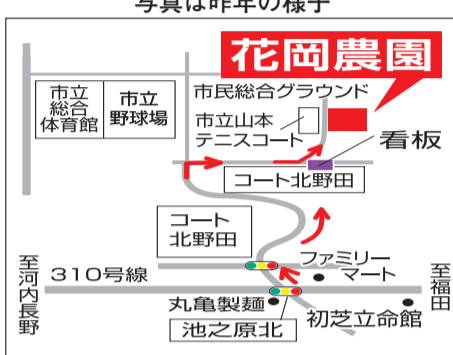 写真は昨年の様子
花岡農園
市立
総合
体育館
市立
野球場
市民総合グラウンド
市立山本
テニスコート
看板
コート北野田
コート
北野田
ファミリー
マート
310号線
至河内長野
至福田
丸亀製麺
初芝立命館
池之原北